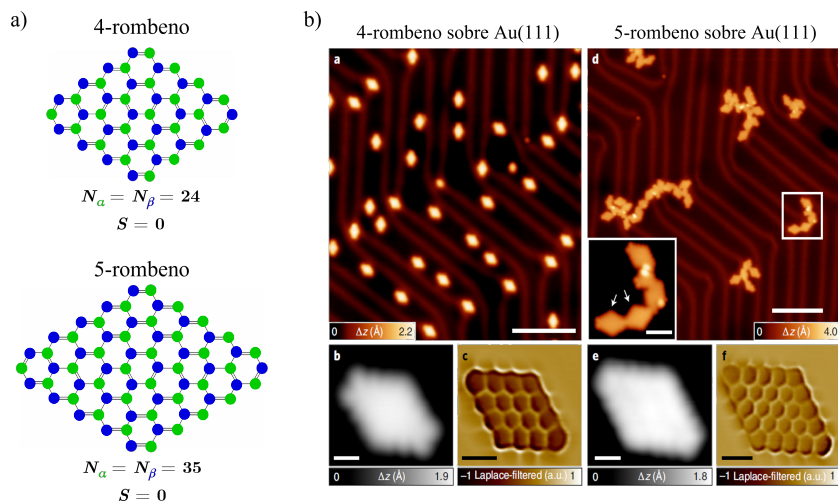 a)
4-rombeno
N_α = N_β = 24
S = 0
5-rombeno
N_α = N_β = 35
S = 0
b)
4-rombeno sobre Au(111)
5-rombeno sobre Au(111)
a
0 Δz (Å) 2.2
d
0 Δz (Å) 4.0
b
0 Δz (Å) 1.9
c
−1 Laplace-filtered (a.u.) 1
e
0 Δz (Å) 1.8
f
−1 Laplace-filtered (a.u.) 1